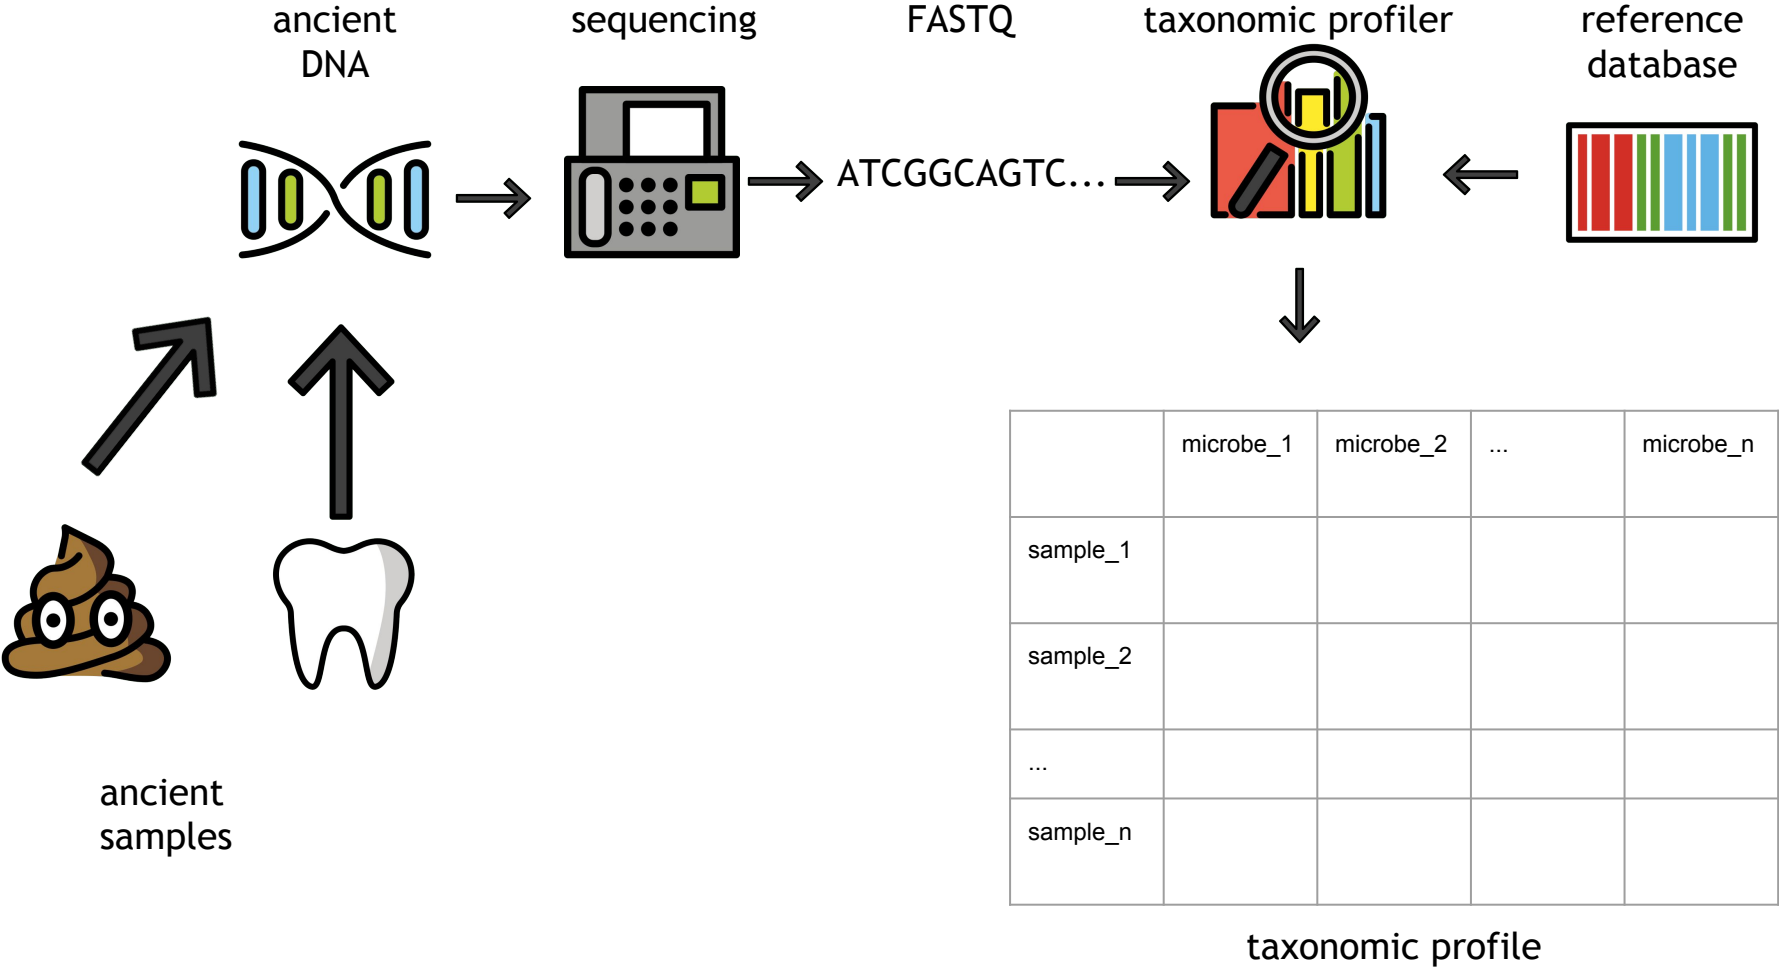 ancient
DNA
sequencing
FASTQ
taxonomic profiler
reference
database
ATCGGCAGTC...
microbe_1 microbe_2 ... microbe_n
sample_1
sample_2
...
sample_n
ancient
samples
taxonomic profile